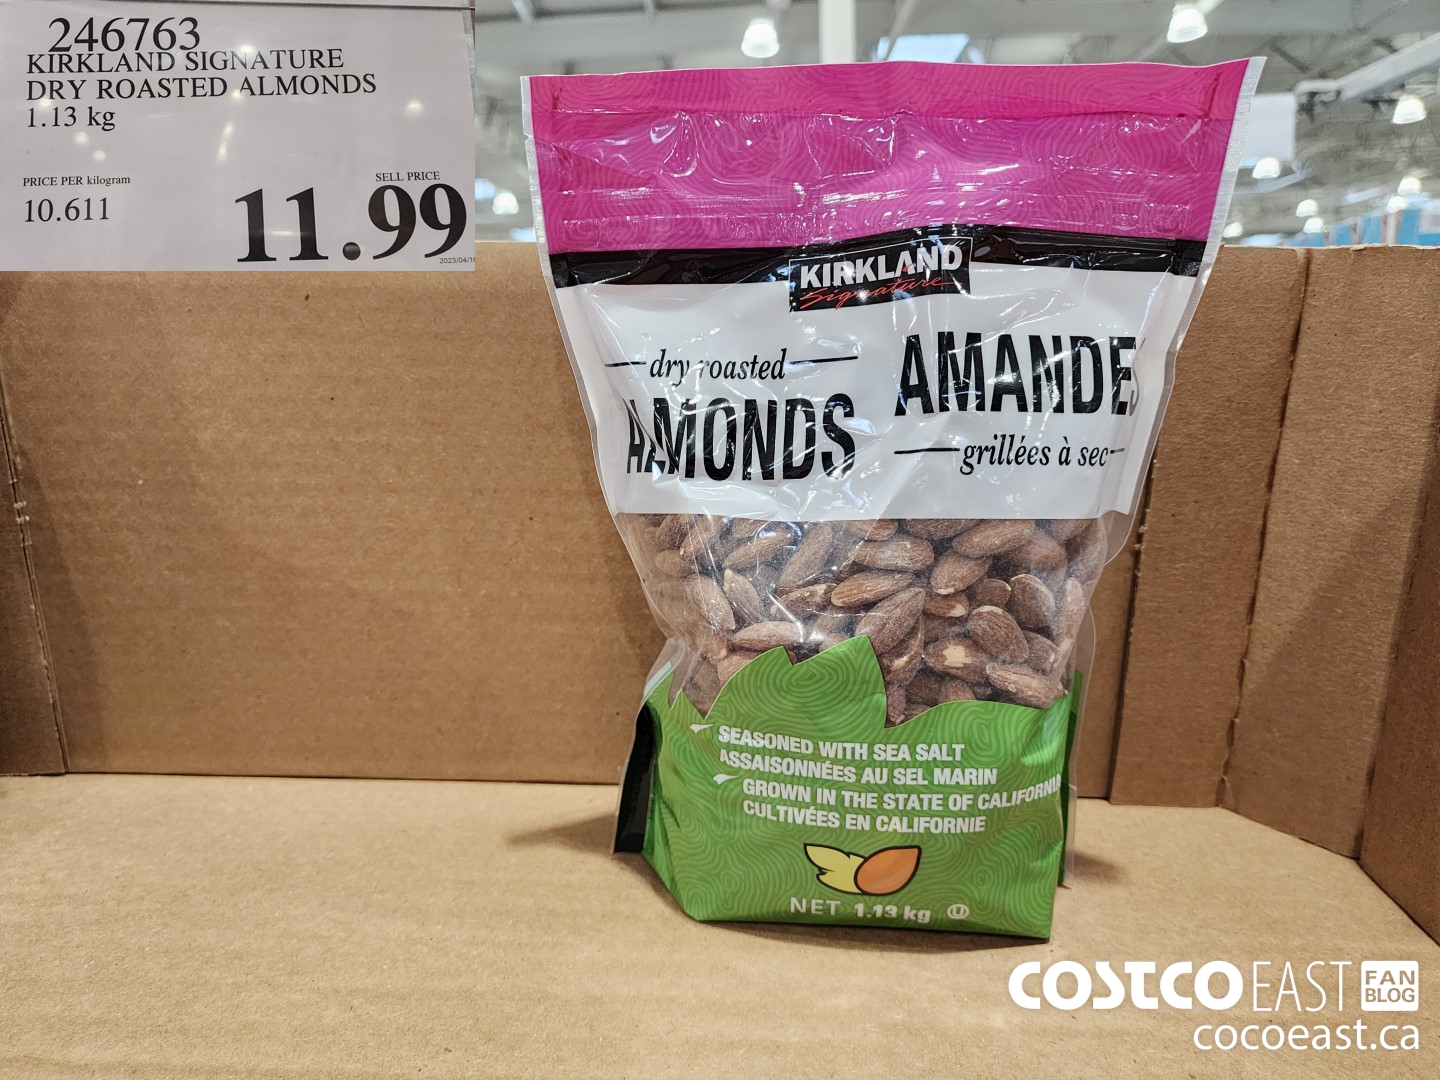 246763
KIRKLAND SIGNATURE
DRY ROASTED ALMONDS
1.13 kg
PRICE PER kilogram
10.611
SELL PRICE
11.99
KIRKLAND
Signature
dry roasted
ALMONDS
AMANDES
grillées à sec
SEASONED WITH SEA SALT
ASSAISONNÉES AU SEL MARIN
GROWN IN THE STATE OF CALIFORNIA
CULTIVÉES EN CALIFORNIE
NET 1.13 kg U
COSTCO EAST FAN BLOG
cocoeast.ca